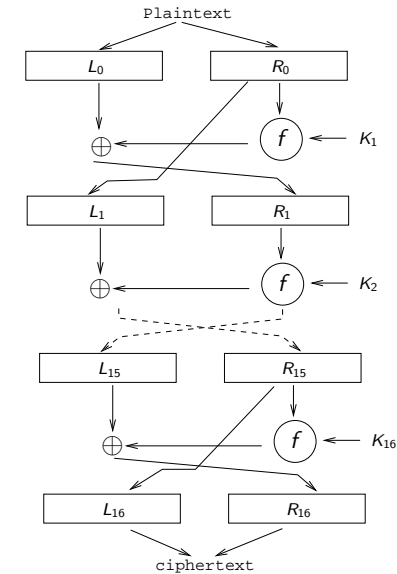 Plaintext
L₀ R₀
⊕ f K₁
L₁ R₁
⊕ f K₂
L₁₅ R₁₅
⊕ f K₁₆
L₁₆ R₁₆
ciphertext